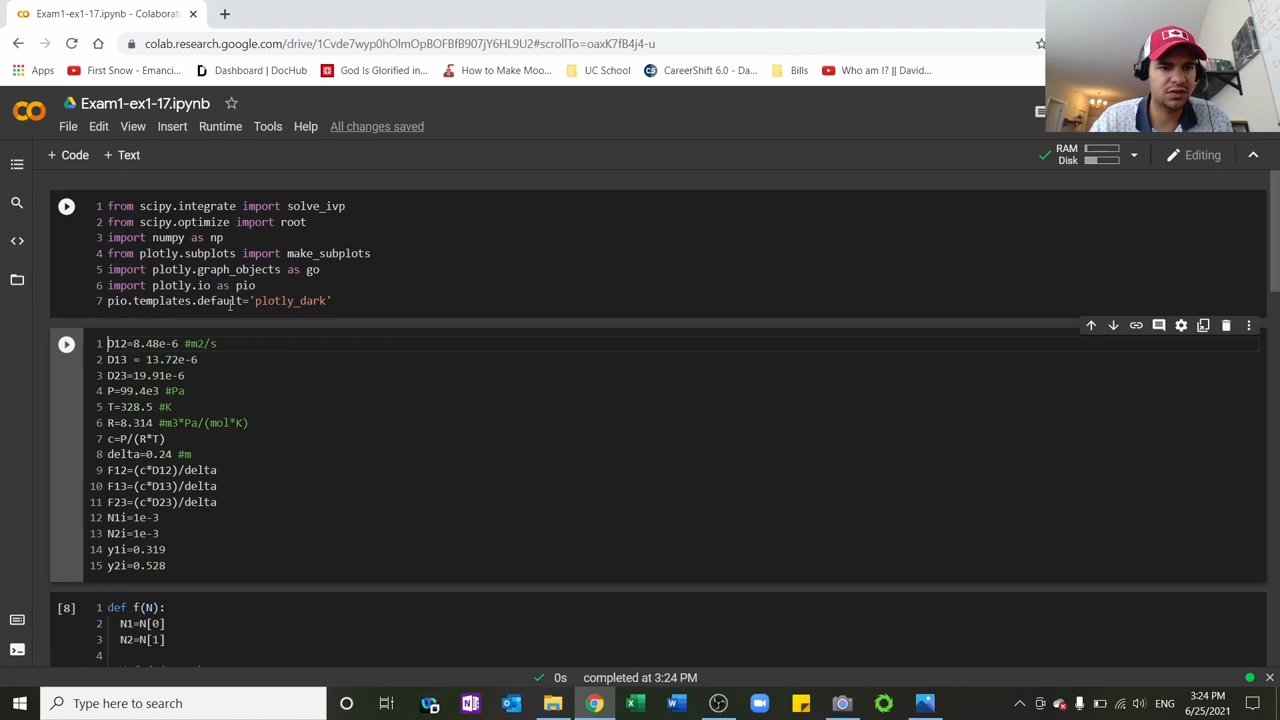 Exam1-ex1-17.ipynb - Colaborato
colab.research.google.com/drive/
Apps
First Snow - Emanci...
Dashboard | DocHub
God Is Glorified in...
How to Make Moo...
UC School
CareerShift 6.0 - Da...
Bills
Who am I? || David...
Exam1-ex1-17.ipynb
File Edit View Insert Runtime Tools Help All changes saved
+ Code + Text
RAM
Disk
Editing
1 from scipy.integrate import solve_ivp
2 from scipy.optimize import root
3 import numpy as np
4 from plotly.subplots import make_subplots
5 import plotly.graph_objects as go
6 import plotly.io as pio
7 pio.templates.default='plotly_dark'
1 D12=8.48e-6 #m2/s
2 D13 = 13.72e-6
3 D23=19.91e-6
4 P=99.4e3 #Pa
5 T=328.5 #K
6 R=8.314 #m3*Pa/(mol*K)
7 c=P/(R*T)
8 delta=0.24 #m
9 F12=(c*D12)/delta
10 F13=(c*D13)/delta
11 F23=(c*D23)/delta
12 N1i=1e-3
13 N2i=1e-3
14 y1i=0.319
15 y2i=0.528
[8] 1 def f(N):
2 N1=N[0]
3 N2=N[1]
4
0s completed at 3:24 PM
Type here to search
ENG
3:24 PM
6/25/2021